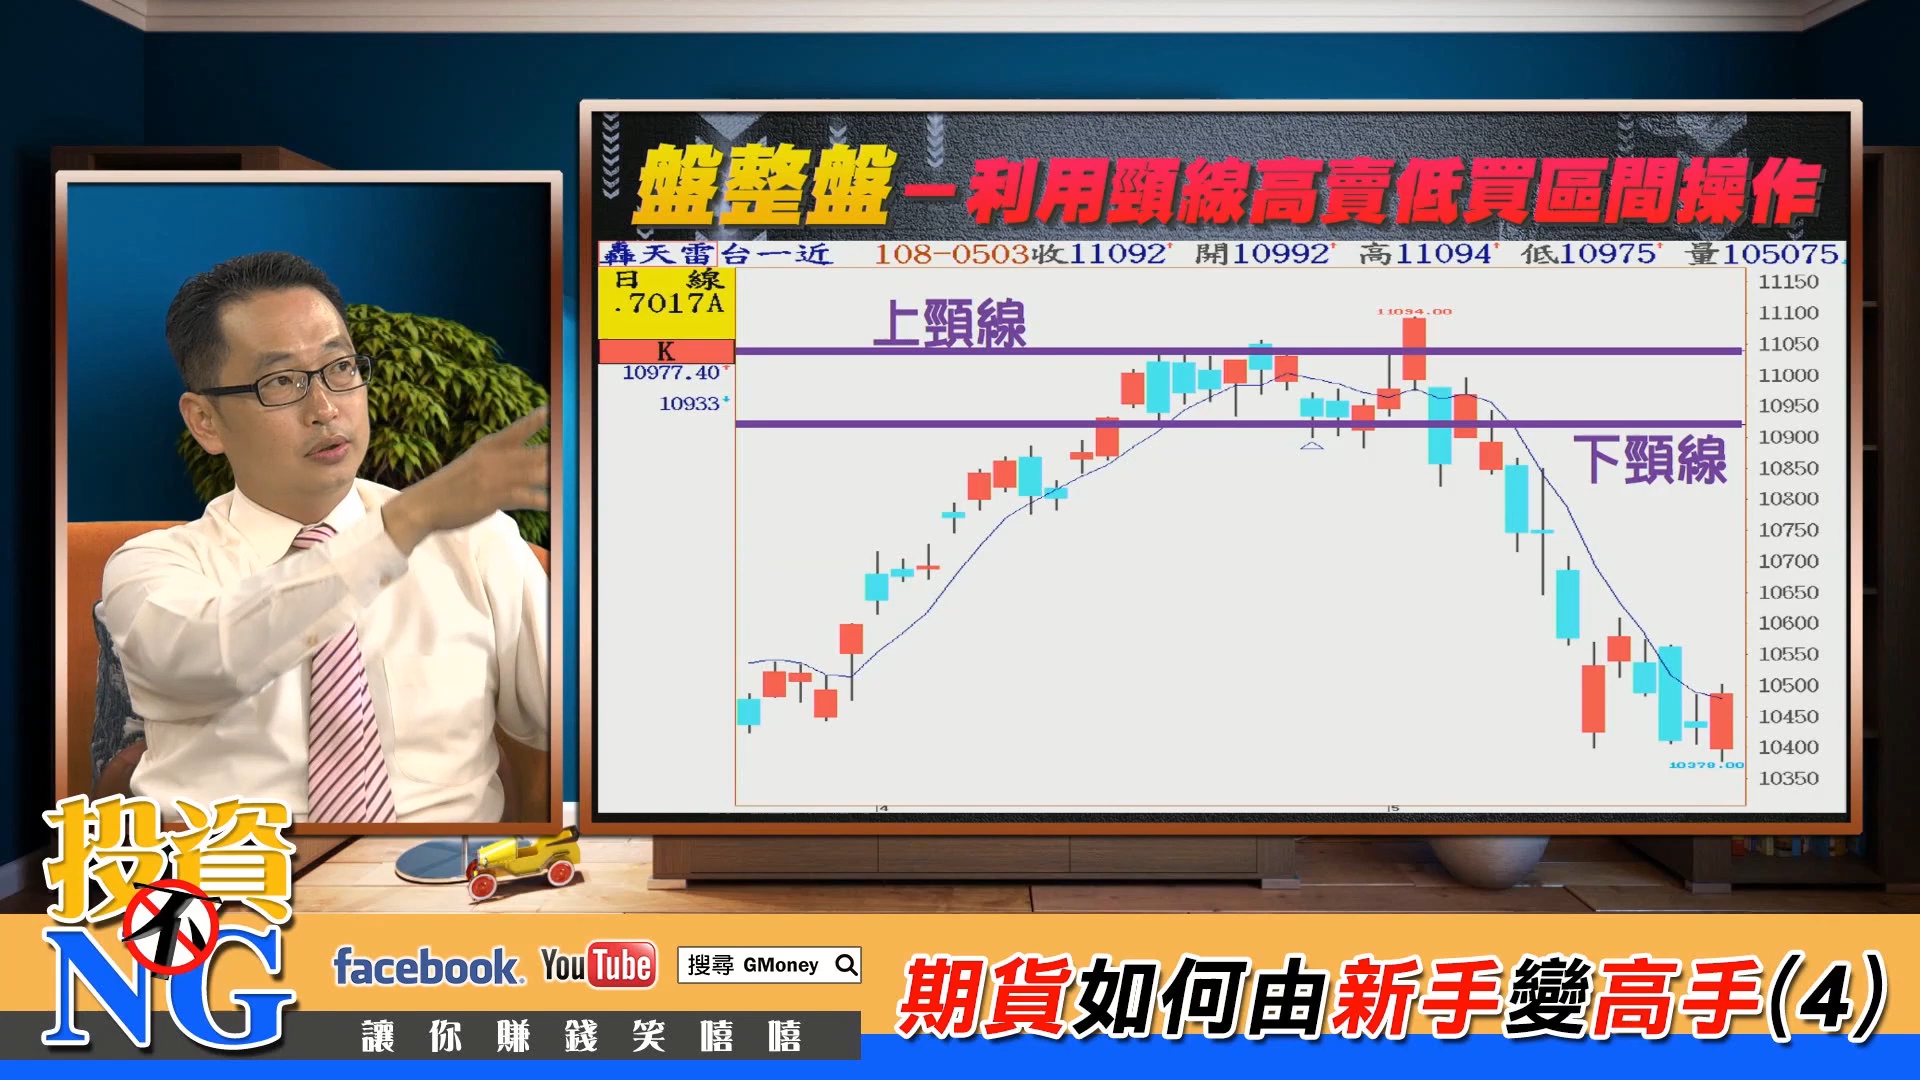 盤整盤－利用頸線高賣低買區間操作
轟天雷台一近 108-0503收11092 開10992 高11094 低10975 量105075
日 線
.7017A
K
10977.40
10933
上頸線
下頸線
11094.00
10378.00
11150
11100
11050
11000
10950
10900
10850
10800
10750
10700
10650
10600
10550
10500
10450
10400
10350
4
5
投資
不
NG
facebook. YouTube 搜尋 GMoney
讓你賺錢笑嘻嘻
期貨如何由新手變高手(4)